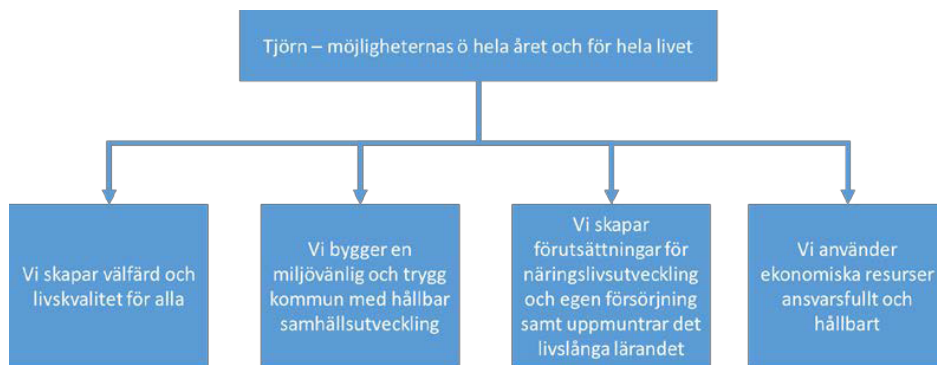 Tjörn – möjligheternas ö hela året och för hela livet
Vi skapar välfärd och
livskvalitet för alla
Vi bygger en
miljövänlig och trygg
kommun med hållbar
samhällsutveckling
Vi skapar
förutsättningar för
näringslivsutveckling
och egen försörjning
samt uppmuntrar det
livslånga lärandet
Vi använder
ekonomiska resurser
ansvarsfullt och
hållbart